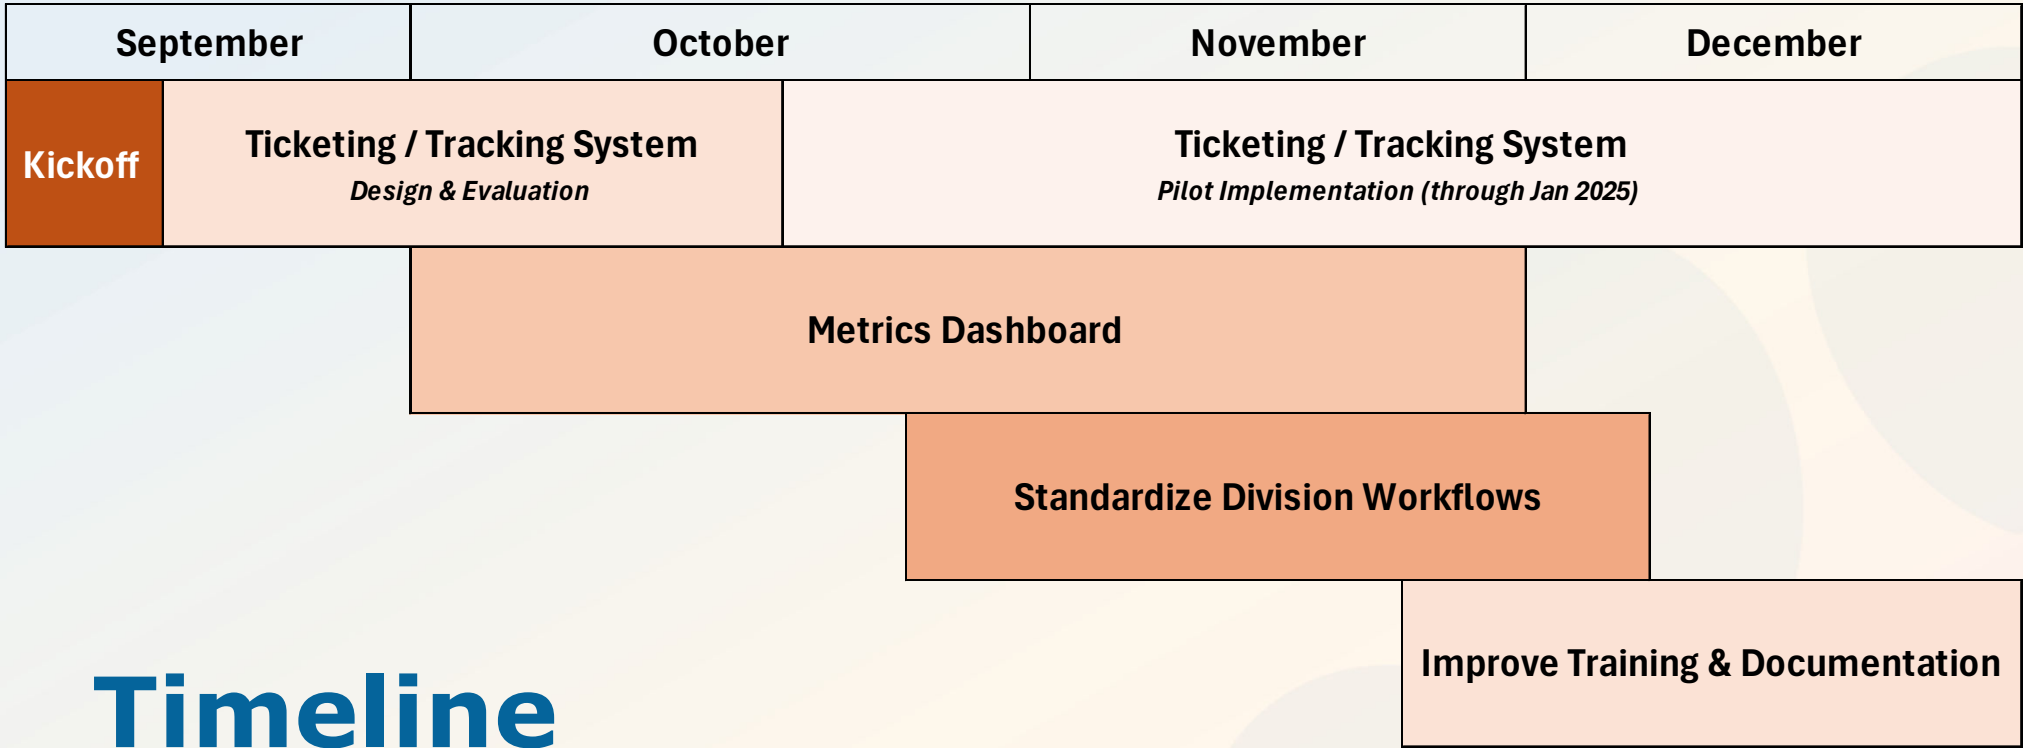 September
October
November
December
Kickoff
Ticketing / Tracking System
Design & Evaluation
Ticketing / Tracking System
Pilot Implementation (through Jan 2025)
Metrics Dashboard
Standardize Division Workflows
Improve Training & Documentation
Timeline